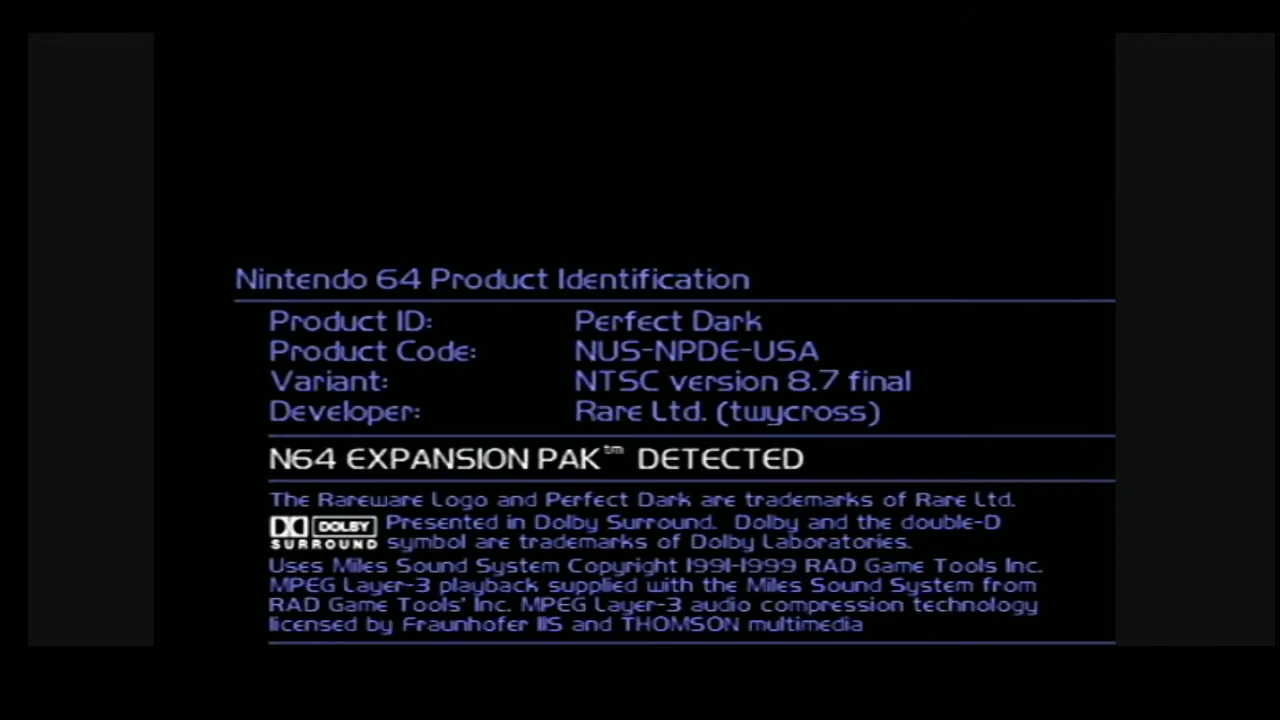 Nintendo 64 Product Identification
Product ID: Perfect Dark
Product Code: NUS-NPDE-USA
Variant: NTSC version 8.7 final
Developer: Rare Ltd. (twycross)
N64 EXPANSION PAK™ DETECTED
The Rareware Logo and Perfect Dark are trademarks of Rare Ltd.
DOLBY SURROUND Presented in Dolby Surround. Dolby and the double-D
symbol are trademarks of Dolby Laboratories.
Uses Miles Sound System Copyright 1991-1999 RAD Game Tools Inc.
MPEG Layer-3 playback supplied with the Miles Sound System from
RAD Game Tools' Inc. MPEG Layer-3 audio compression technology
licensed by Fraunhofer IIS and THOMSON multimedia